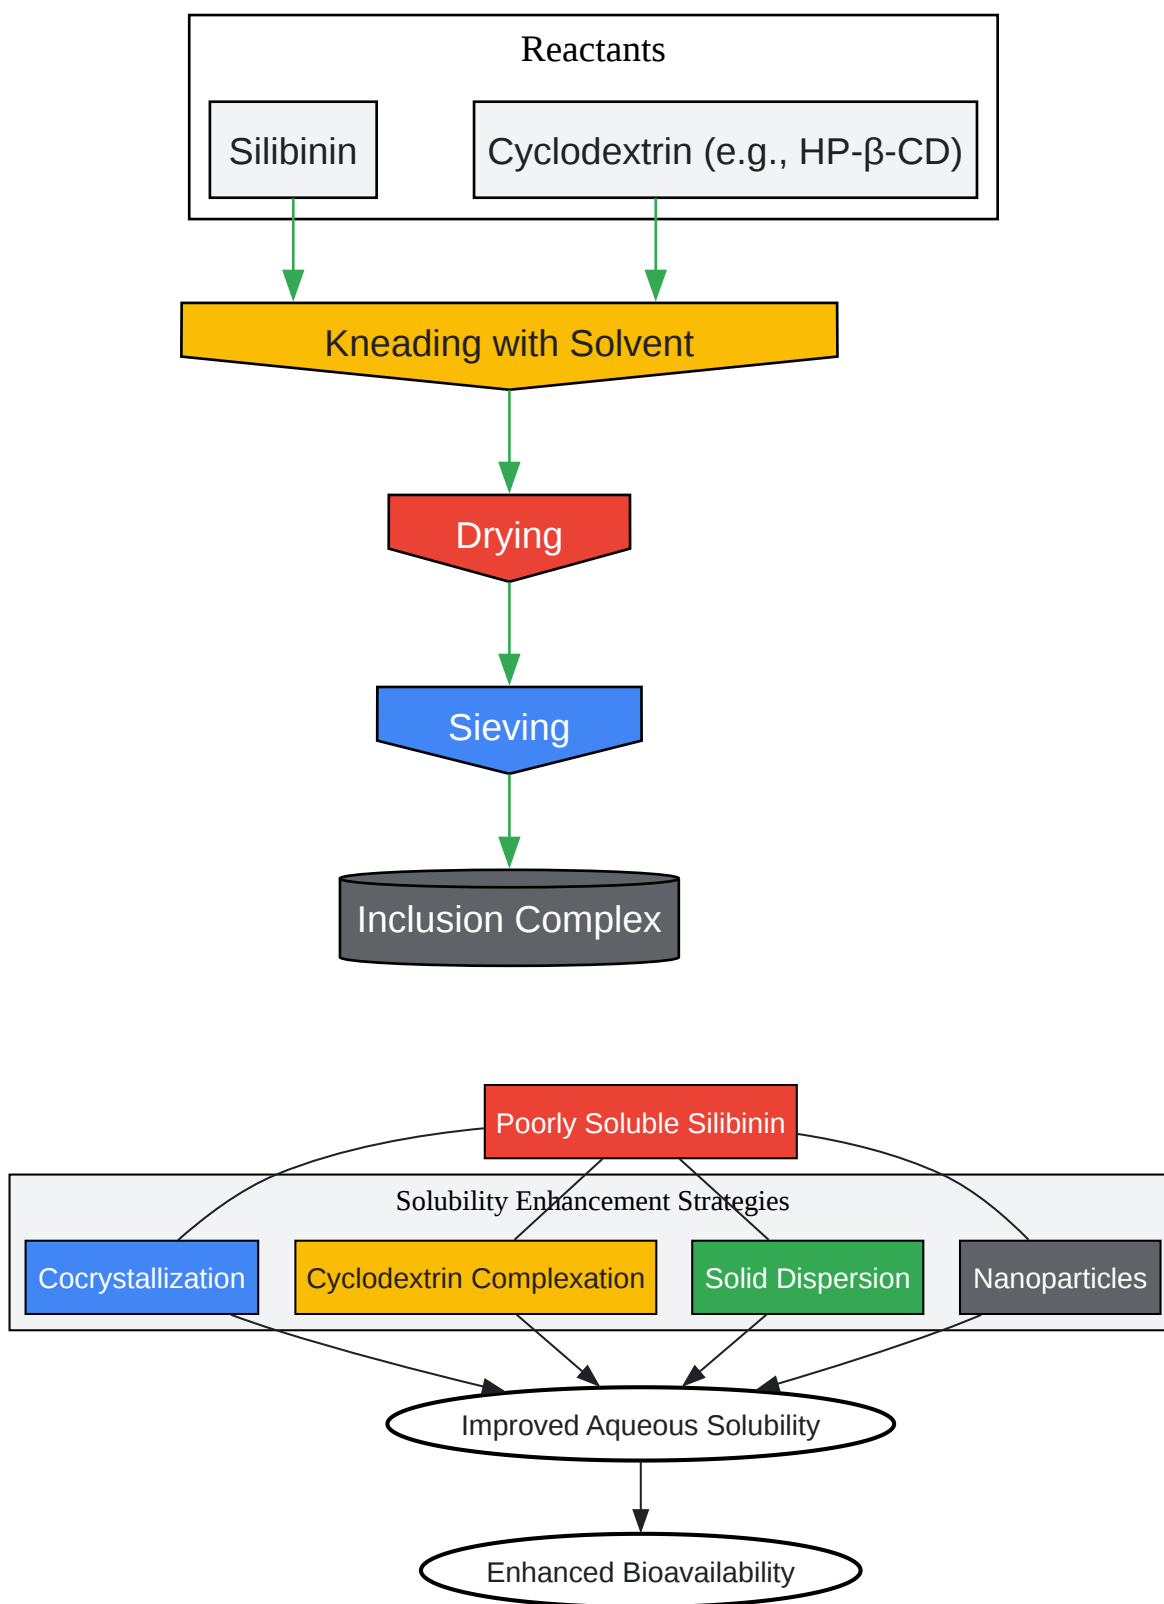 Reactants
Silibinin
Cyclodextrin (e.g., HP-β-CD)
Kneading with Solvent
Drying
Sieving
Inclusion Complex
Poorly Soluble Silibinin
Solubility Enhancement Strategies
Cocrystallization
Cyclodextrin Complexation
Solid Dispersion
Nanoparticles
Improved Aqueous Solubility
Enhanced Bioavailability